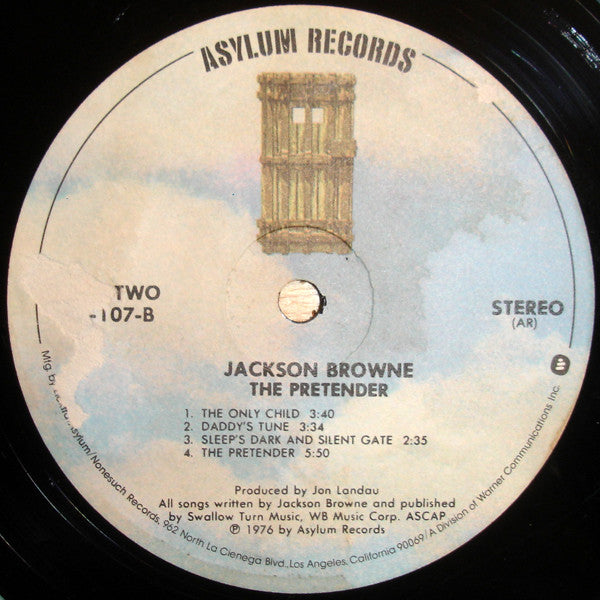 ASYLUM RECORDS
TWO
-107-B
STEREO
(AR)
JACKSON BROWNE
THE PRETENDER
1. THE ONLY CHILD 3:40
2. DADDY'S TUNE 3:34
3. SLEEP'S DARK AND SILENT GATE 2:35
4. THE PRETENDER 5:50
Produced by Jon Landau
All songs written by Jackson Browne and published
by Swallow Turn Music, WB Music Corp. ASCAP
℗ 1976 by Asylum Records
Mfg by Asylum/Nonesuch Records, 962 North La Cienega Blvd., Los Angeles, California 90069/A Division of Warner Communications Inc.